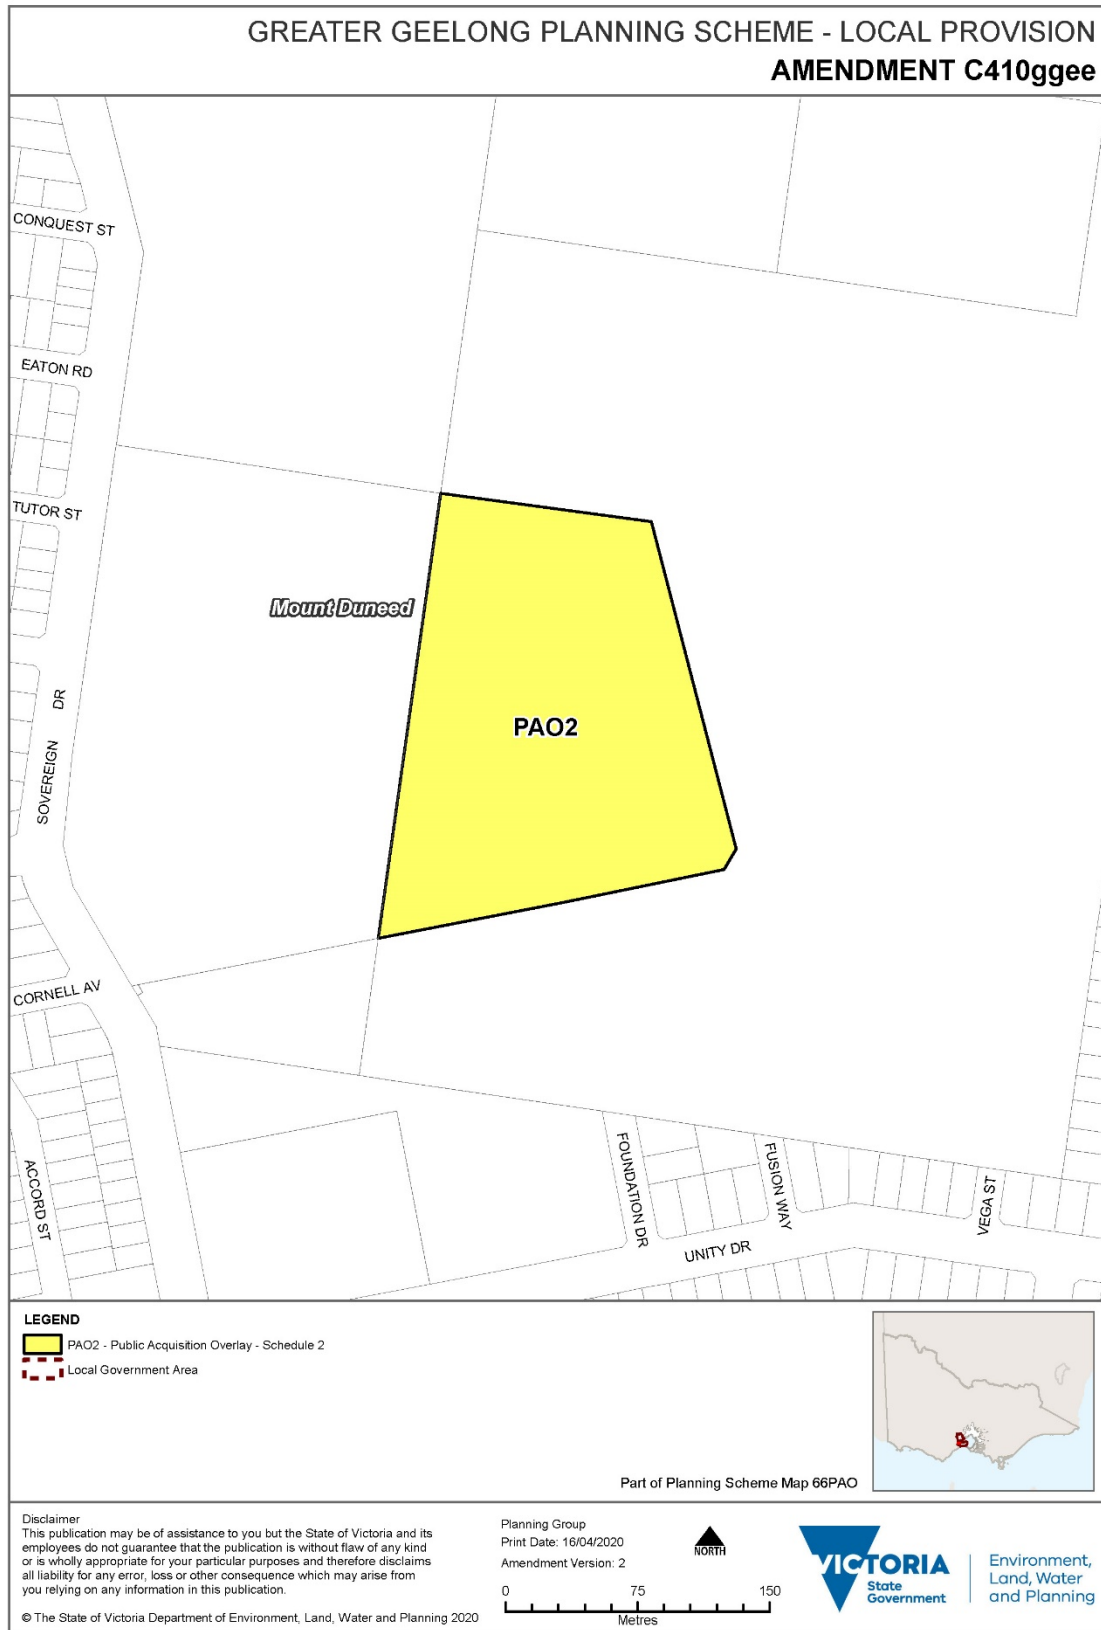 GREATER GEELONG PLANNING SCHEME - LOCAL PROVISION
AMENDMENT C410ggee
CONQUEST ST
EATON RD
TUTOR ST
Mount Duneed
SOVEREIGN DR
PAO2
CORNELL AV
ACCORD ST
FOUNDATION DR
FUSION WAY
VEGA ST
UNITY DR
LEGEND
PAO2 - Public Acquisition Overlay - Schedule 2
Local Government Area
Part of Planning Scheme Map 66PAO
Disclaimer
This publication may be of assistance to you but the State of Victoria and its
employees do not guarantee that the publication is without flaw of any kind
or is wholly appropriate for your particular purposes and therefore disclaims
all liability for any error, loss or other consequence which may arise from
you relying on any information in this publication.
© The State of Victoria Department of Environment, Land, Water and Planning 2020
Planning Group
Print Date: 16/04/2020
Amendment Version: 2
NORTH
0 75 150
Metres
VICTORIA
State
Government
Environment,
Land, Water
and Planning